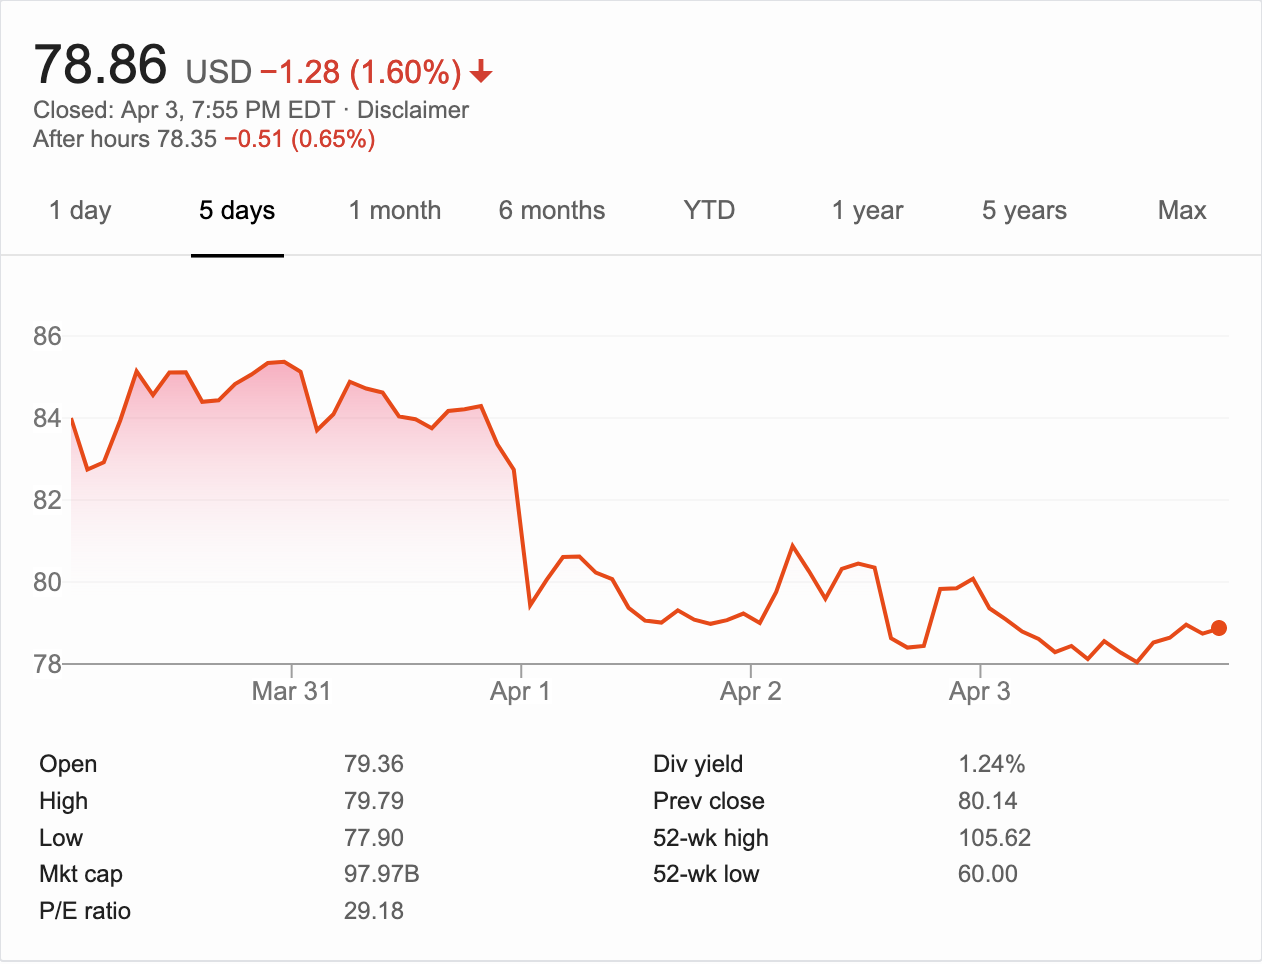 78.86 USD −1.28 (1.60%)
Closed: Apr 3, 7:55 PM EDT · Disclaimer
After hours 78.35 −0.51 (0.65%)
1 day 5 days 1 month 6 months YTD 1 year 5 years Max
86
84
82
80
78
Mar 31 Apr 1 Apr 2 Apr 3
Open 79.36 Div yield 1.24%
High 79.79 Prev close 80.14
Low 77.90 52-wk high 105.62
Mkt cap 97.97B 52-wk low 60.00
P/E ratio 29.18